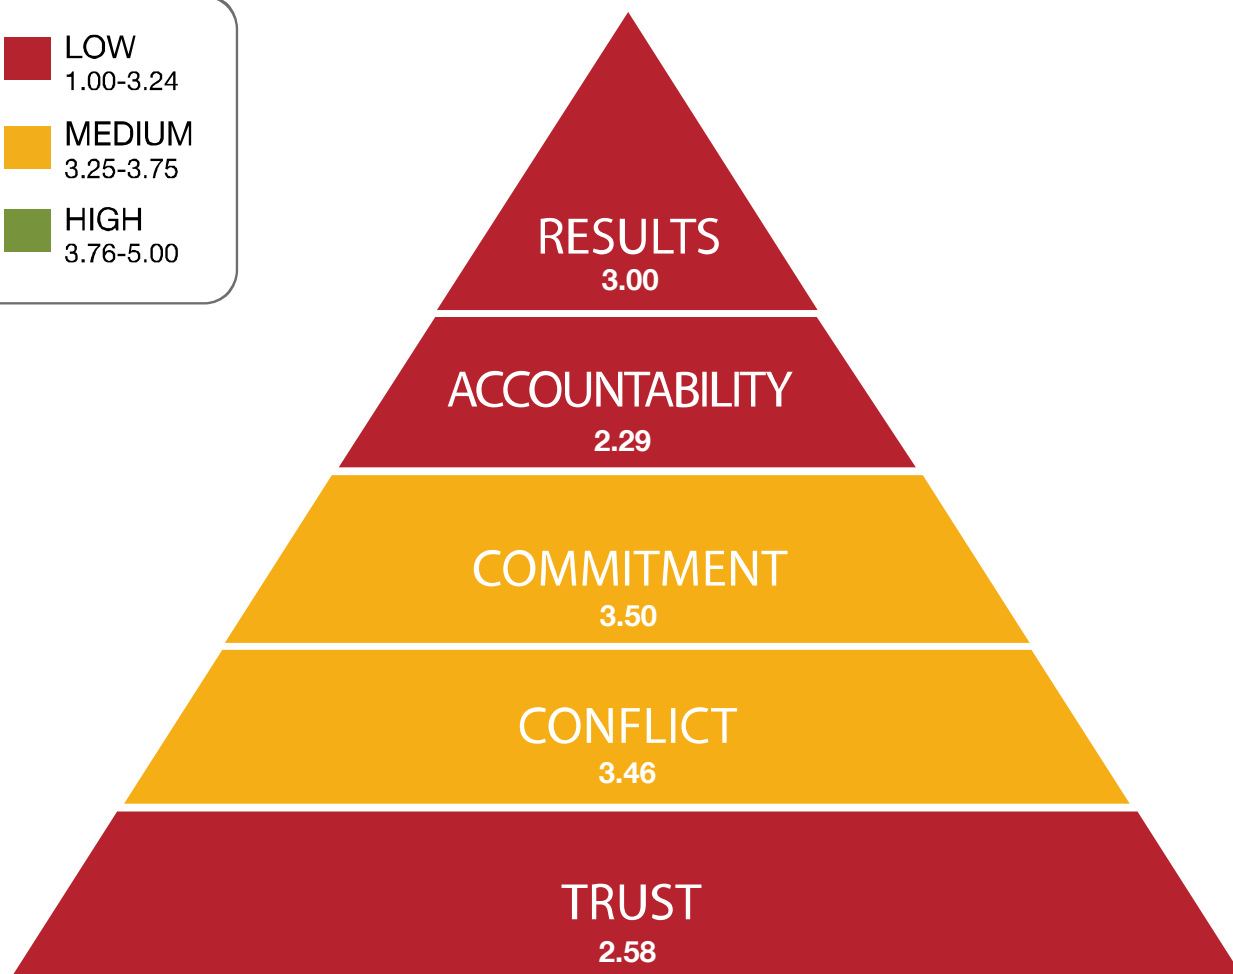 LOW
1.00-3.24
MEDIUM
3.25-3.75
HIGH
3.76-5.00
RESULTS
3.00
ACCOUNTABILITY
2.29
COMMITMENT
3.50
CONFLICT
3.46
TRUST
2.58